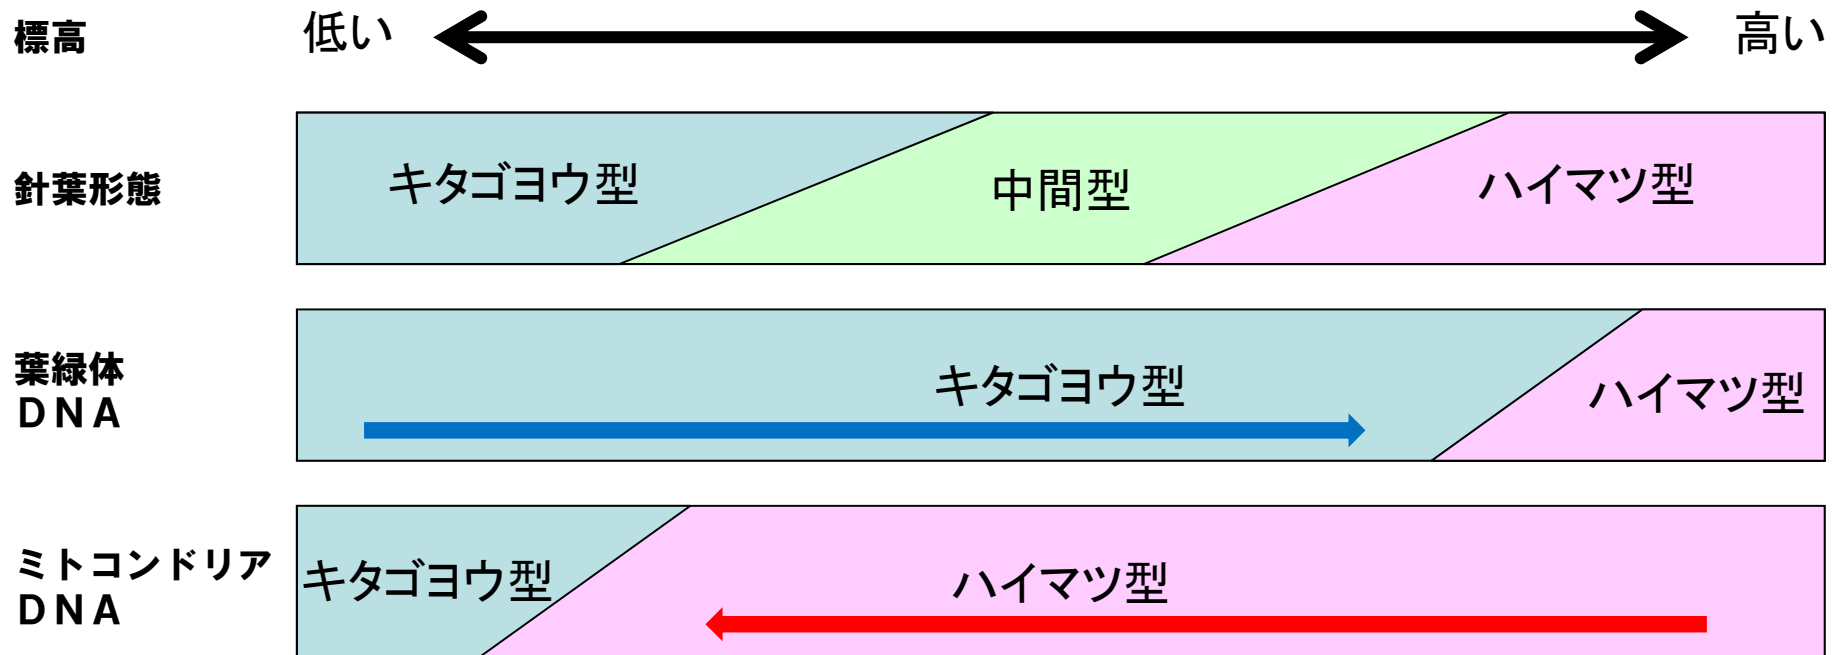 標高 低い 高い
針葉形態 キタゴヨウ型 中間型 ハイマツ型
葉緑体
ＤＮＡ
キタゴヨウ型 ハイマツ型
ミトコンドリア
ＤＮＡ
キタゴヨウ型 ハイマツ型